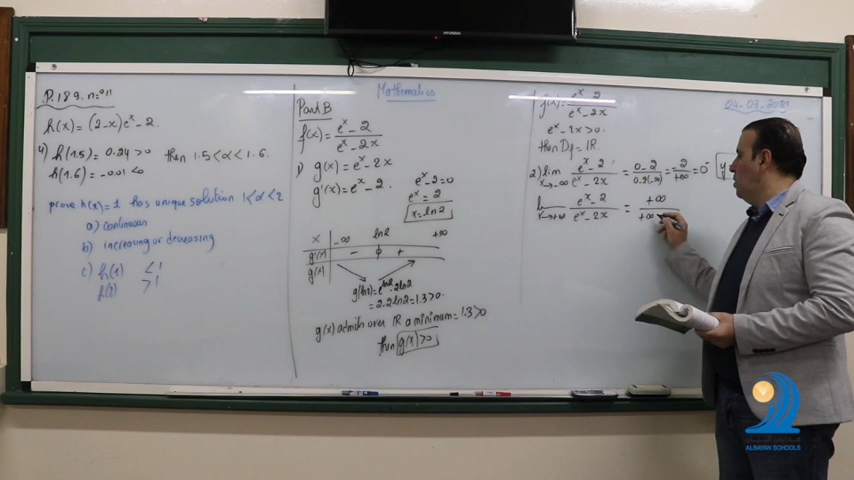 Mathematics
24-03-2021
P.189. n=011
h(x) = (2-x)e^x - 2.
4) h(1.5) = 0.24 > 0 then 1.5 < α < 1.6.
h(1.6) = -0.01 < 0
prove h(x) = 1 has unique solution 1 < α < 2
a) continuous
b) increasing or decreasing
c) h(1) < 1
h(2) > 1
Part B
f(x) = (e^x - 2)/(e^x - 2x)
1) g(x) = e^x - 2x
g'(x) = e^x - 2
e^x - 2 = 0
e^x = 2
x = ln2
x -∞ ln2 +∞
g'(x) - 0 +
g(x)
g(ln2) = e^ln2 - 2ln2
= 2-2ln2 = 1.3 > 0.
g(x) admits over IR a minimum = 1.3 > 0
then g(x) > 0
f(x) = (e^x - 2)/(e^x - 2x)
e^x - 2x > 0.
then Df = IR.
2) lim x→-∞ (e^x - 2)/(e^x - 2x) = (0-2)/(0-2(-∞)) = -2/+∞ = 0^- y
lim x→+∞ (e^x - 2)/(e^x - 2x) = +∞/+∞
ALBAYAN SCHOOLS